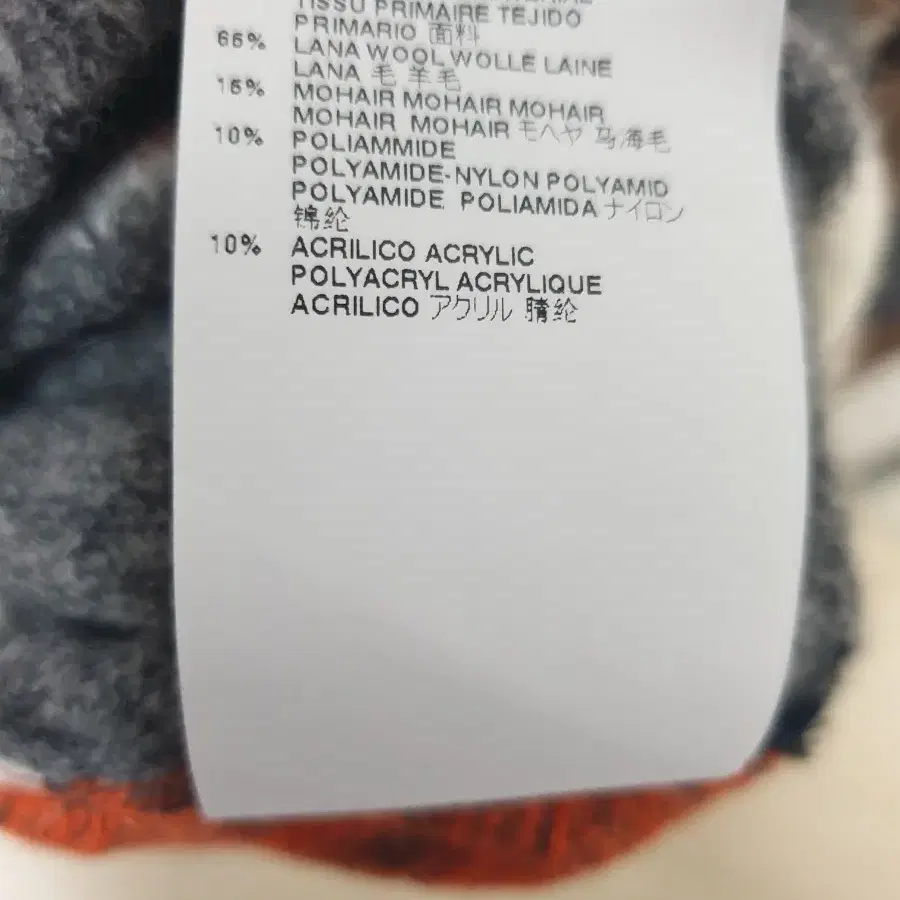 TISSU PRIMAIRE TEJIDO
PRIMARIO 面料
66% LANA WOOL WOLLE LAINE
LANA 毛 羊毛
16% MOHAIR MOHAIR MOHAIR
MOHAIR MOHAIR モヘヤ 马海毛
10% POLIAMMIDE
POLYAMIDE-NYLON POLYAMID
POLYAMIDE POLIAMIDA ナイロン
锦纶
10% ACRILICO ACRYLIC
POLYACRYL ACRYLIQUE
ACRILICO アクリル 腈纶